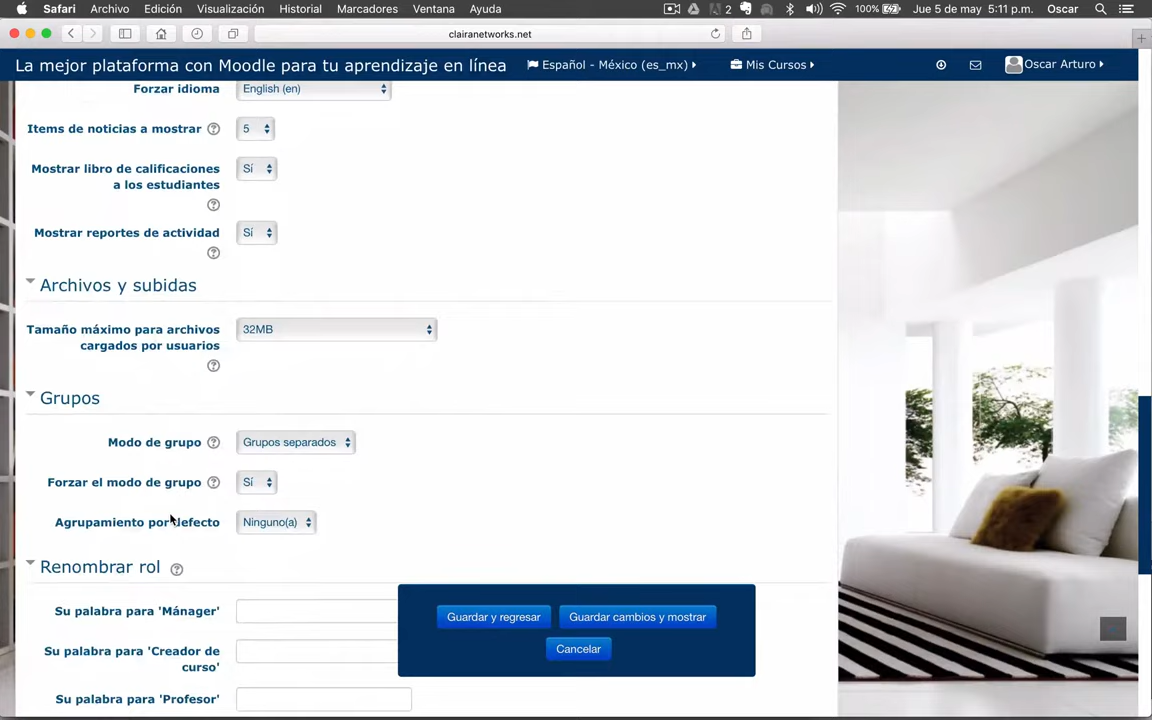 Safari Archivo Edición Visualización Historial Marcadores Ventana Ayuda 2 100% Jue 5 de may 5:11 p.m. Oscar
clairanetworks.net
La mejor plataforma con Moodle para tu aprendizaje en línea Español - México (es_mx) Mis Cursos Oscar Arturo
Forzar idioma English (en)
Items de noticias a mostrar 5
Mostrar libro de calificaciones Sí
a los estudiantes
Mostrar reportes de actividad Sí
Archivos y subidas
Tamaño máximo para archivos 32MB
cargados por usuarios
Grupos
Modo de grupo Grupos separados
Forzar el modo de grupo Sí
Agrupamiento por defecto Ninguno(a)
Renombrar rol
Su palabra para 'Mánager'
Guardar y regresar Guardar cambios y mostrar
Su palabra para 'Creador de
curso'
Cancelar
Su palabra para 'Profesor'